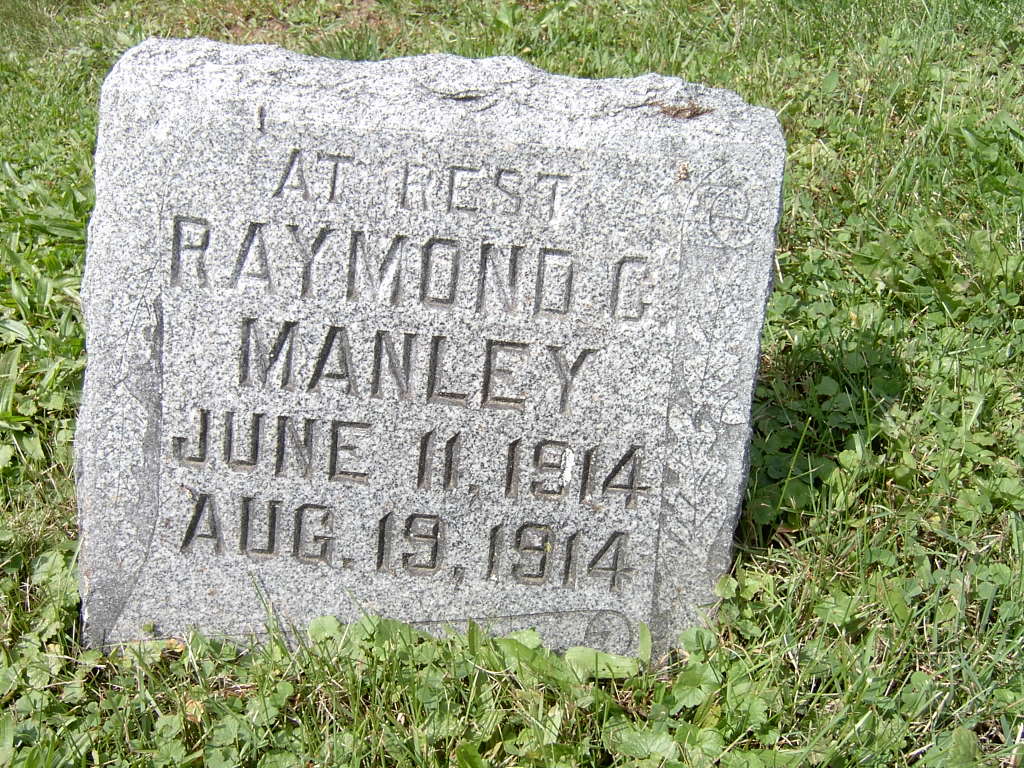 AT REST
RAYMOND C.
MANLEY
JUNE 11, 1914
AUG. 19, 1914